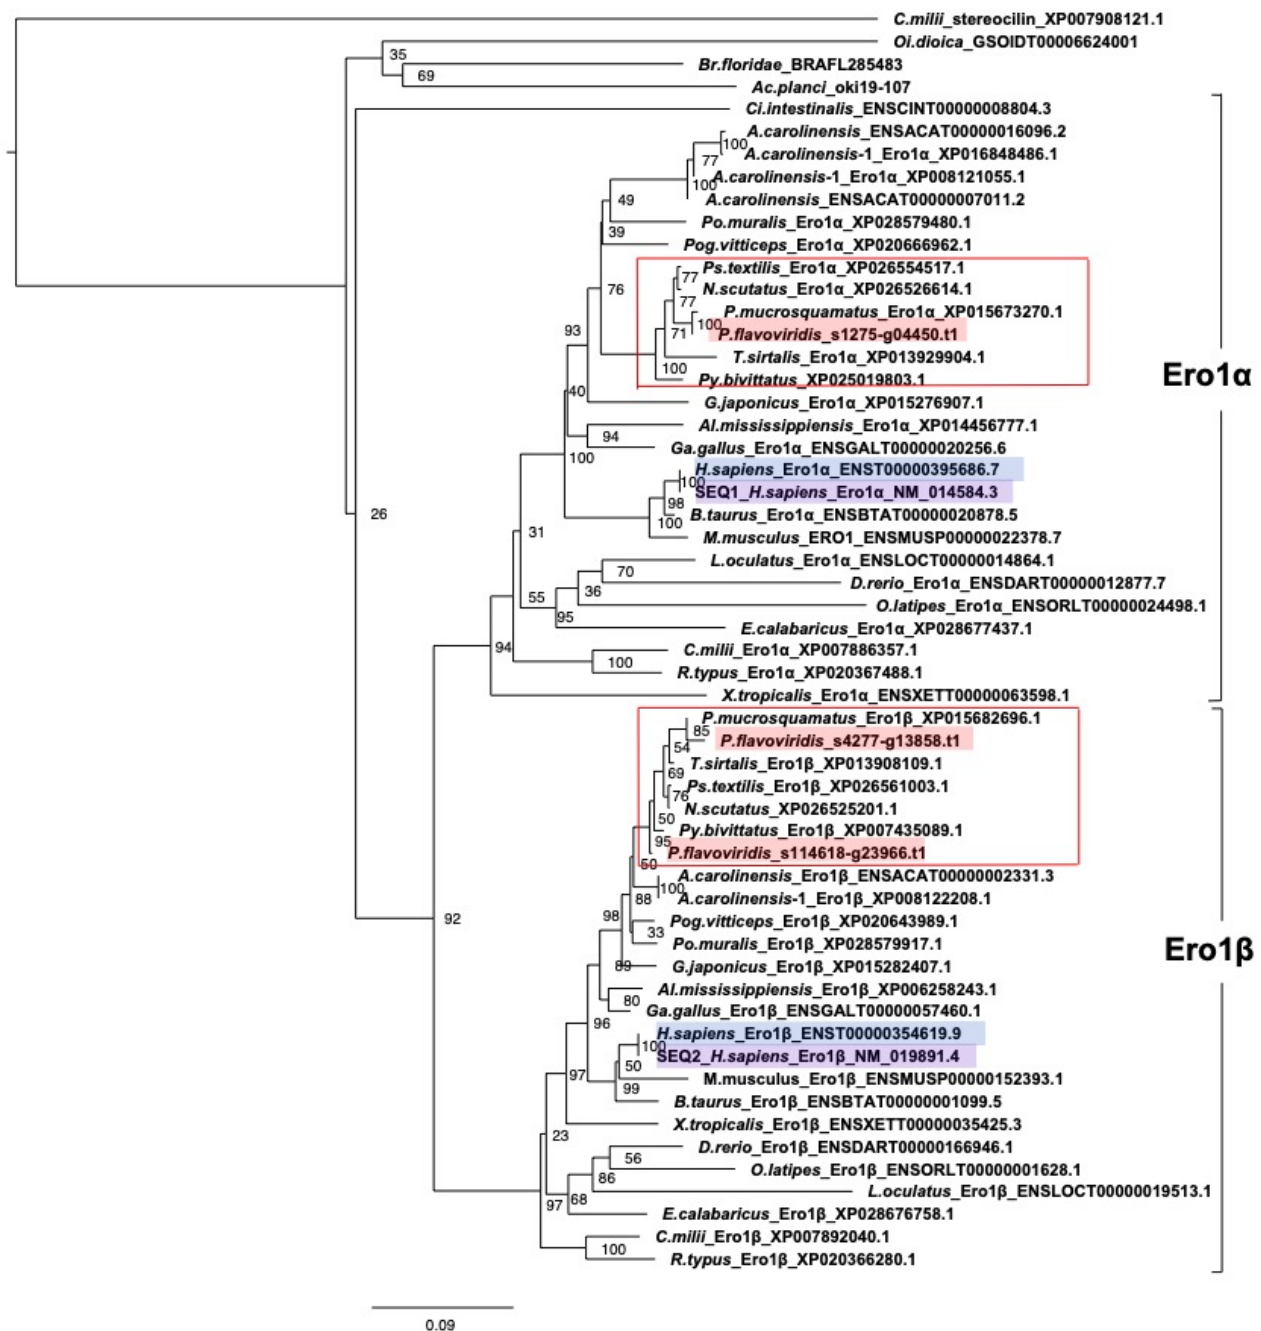 C.milii_stereocilin_XP007908121.1
Oi.dioica_GSOIDT00006624001
35
Br.floridae_BRAFL285483
69
Ac.planci_oki19-107
Ci.intestinalis_ENSCINT00000008804.3
A.carolinensis_ENSACAT00000016096.2
100
A.carolinensis-1_Ero1α_XP016848486.1
77
A.carolinensis-1_Ero1α_XP008121055.1
100
A.carolinensis_ENSACAT00000007011.2
49
Po.muralis_Ero1α_XP028579480.1
39
Pog.vitticeps_Ero1α_XP020666962.1
Ps.textilis_Ero1α_XP026554517.1
77
76
N.scutatus_Ero1α_XP026526614.1
77
P.mucrosquamatus_Ero1α_XP015673270.1
100
93
71
P.flavoviridis_s1275-g04450.t1
T.sirtalis_Ero1α_XP013929904.1
100
Ero1α
Py.bivittatus_XP025019803.1
40
G.japonicus_Ero1α_XP015276907.1
Al.mississippiensis_Ero1α_XP014456777.1
94
Ga.gallus_Ero1α_ENSGALT00000020256.6
100
H.sapiens_Ero1α_ENST00000395686.7
100
SEQ1_H.sapiens_Ero1α_NM_014584.3
98
26
B.taurus_Ero1α_ENSBTAT00000020878.5
100
31
M.musculus_ERO1_ENSMUSP00000022378.7
L.oculatus_Ero1α_ENSLOCT00000014864.1
70
D.rerio_Ero1α_ENSDART00000012877.7
36
55
O.latipes_Ero1α_ENSORLT00000024498.1
95
E.calabaricus_Ero1α_XP028677437.1
94
C.milii_Ero1α_XP007886357.1
100
R.typus_Ero1α_XP020367488.1
X.tropicalis_Ero1α_ENSXETT00000063598.1
P.mucrosquamatus_Ero1β_XP015682696.1
85
P.flavoviridis_s4277-g13858.t1
54
T.sirtalis_Ero1β_XP013908109.1
69
Ps.textilis_Ero1β_XP026561003.1
76
N.scutatus_XP026525201.1
50
Py.bivittatus_Ero1β_XP007435089.1
95
P.flavoviridis_s114618-g23966.t1
50
A.carolinensis_Ero1β_ENSACAT00000002331.3
100
88
A.carolinensis-1_Ero1β_XP008122208.1
92
98
Pog.vitticeps_Ero1β_XP020643989.1
33
Po.muralis_Ero1β_XP028579917.1
Ero1β
89
G.japonicus_Ero1β_XP015282407.1
Al.mississippiensis_Ero1β_XP006258243.1
80
Ga.gallus_Ero1β_ENSGALT00000057460.1
96
H.sapiens_Ero1β_ENST00000354619.9
100
SEQ2_H.sapiens_Ero1β_NM_019891.4
50
97
M.musculus_Ero1β_ENSMUSP00000152393.1
99
B.taurus_Ero1β_ENSBTAT00000001099.5
X.tropicalis_Ero1β_ENSXETT00000035425.3
23
D.rerio_Ero1β_ENSDART00000166946.1
56
O.latipes_Ero1β_ENSORLT00000001628.1
86
L.oculatus_Ero1β_ENSLOCT00000019513.1
97
68
E.calabaricus_Ero1β_XP028676758.1
C.milii_Ero1β_XP007892040.1
100
R.typus_Ero1β_XP020366280.1
0.09